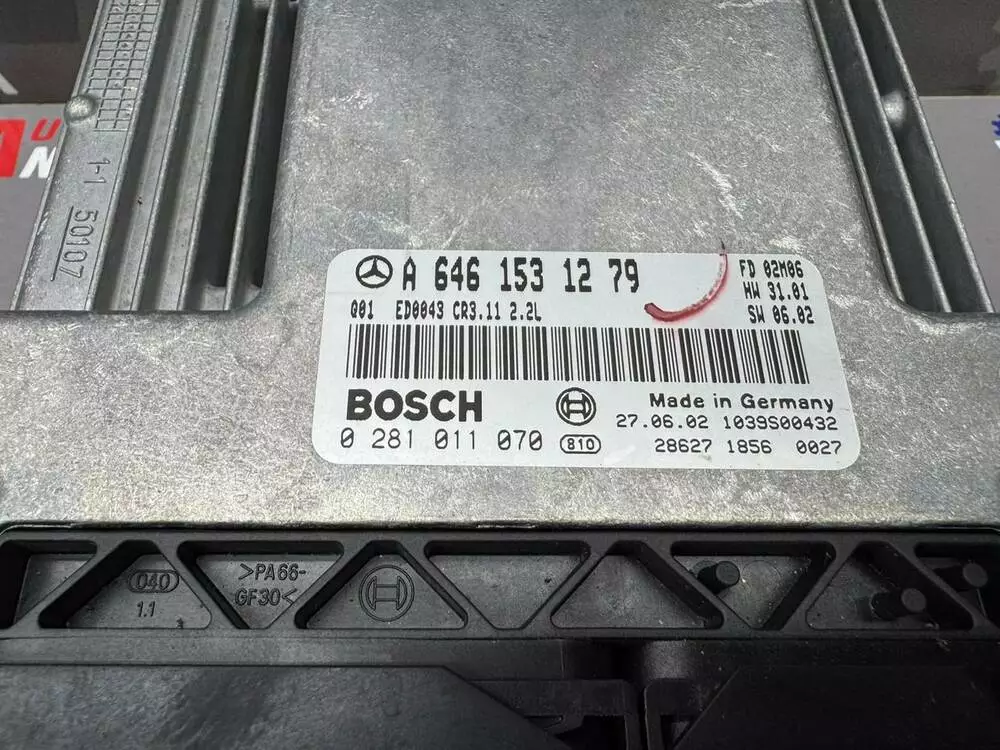 1-1 50107
A 646 153 12 79
FD 02M06
HW 31.01
SW 06.02
Q01 ED0043 CR3.11 2.2L
BOSCH
Made in Germany
27.06.02 1039S00432
0 281 011 070 810
28627 1856 0027
040
1.1
>PA66-
GF30<